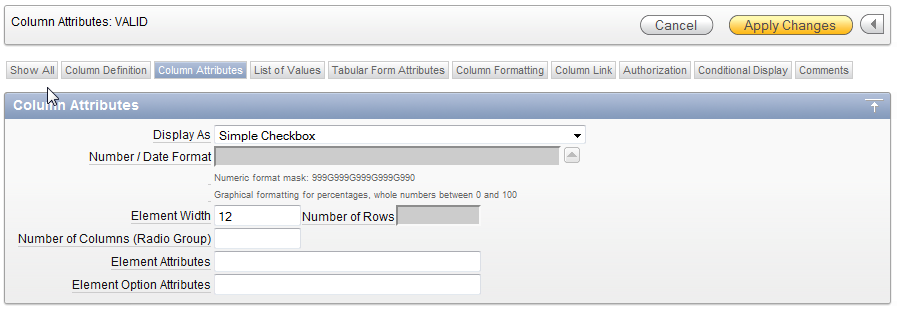 Column Attributes: VALID
Cancel
Apply Changes
Show All
Column Definition
Column Attributes
List of Values
Tabular Form Attributes
Column Formatting
Column Link
Authorization
Conditional Display
Comments
Column Attributes
Display As Simple Checkbox
Number / Date Format
Numeric format mask: 999G999G999G999G990
Graphical formatting for percentages, whole numbers between 0 and 100
Element Width 12 Number of Rows
Number of Columns (Radio Group)
Element Attributes
Element Option Attributes